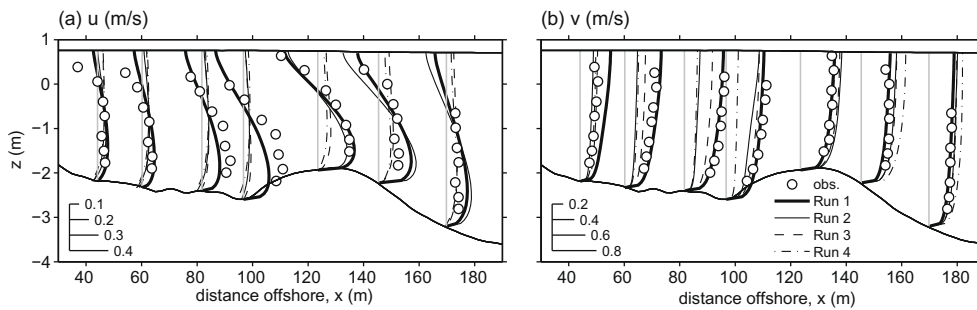 (a) u (m/s)
1
0
−1
−2
−3
−4
z (m)
0.1
0.2
0.3
0.4
40 60 80 100 120 140 160 180
distance offshore, x (m)
(b) v (m/s)
0.2
0.4
0.6
0.8
obs.
Run 1
Run 2
Run 3
Run 4
40 60 80 100 120 140 160 180
distance offshore, x (m)